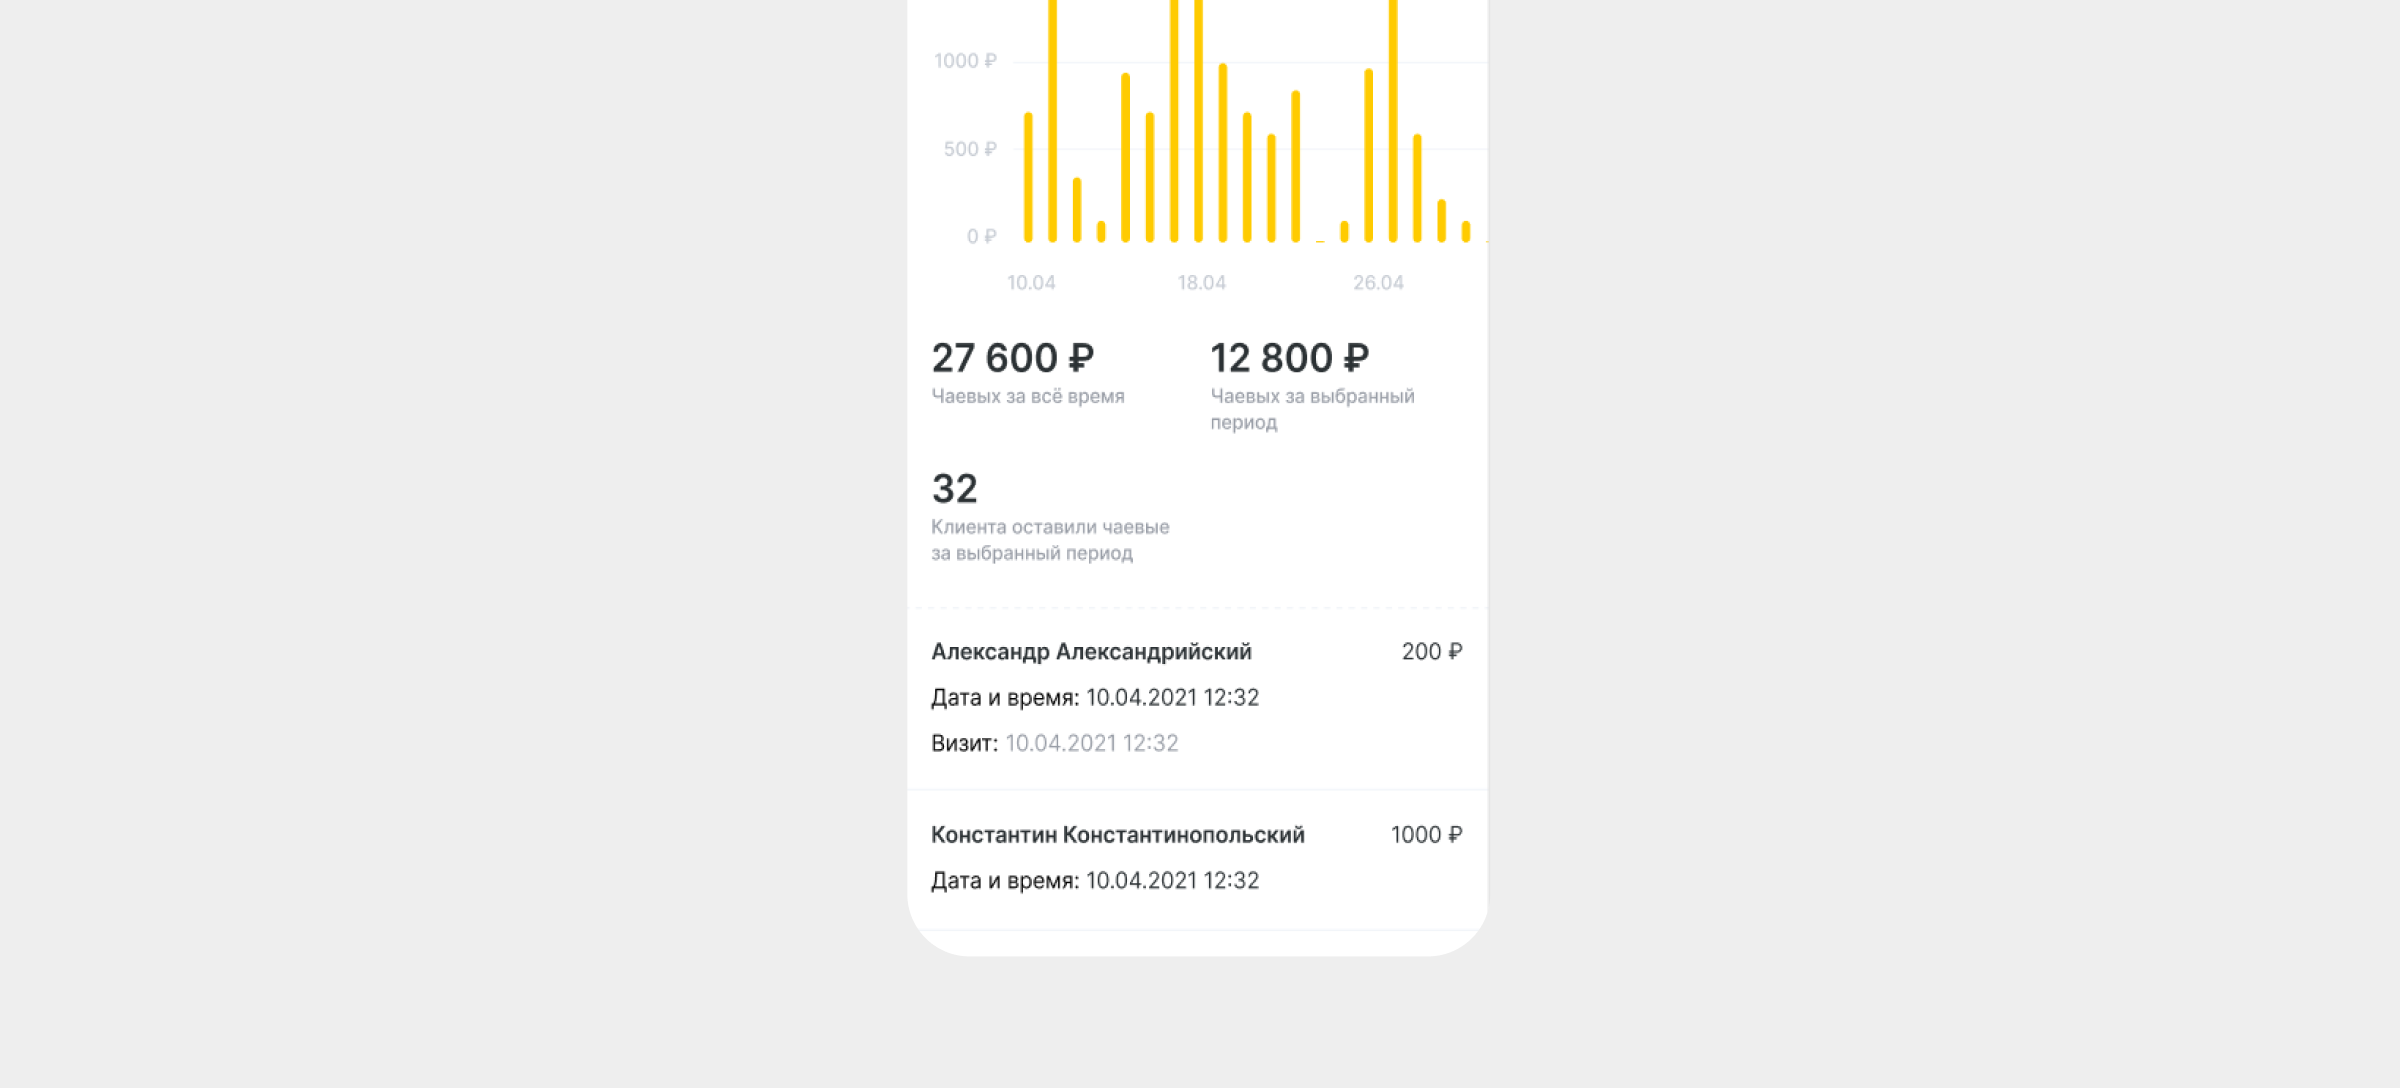 1000 ₽
500 ₽
0 ₽
10.04 18.04 26.04
27 600 ₽ 12 800 ₽
Чаевых за всё время Чаевых за выбранный
период
32
Клиента оставили чаевые
за выбранный период
Александр Александрийский 200 ₽
Дата и время: 10.04.2021 12:32
Визит: 10.04.2021 12:32
Константин Константинопольский 1000 ₽
Дата и время: 10.04.2021 12:32